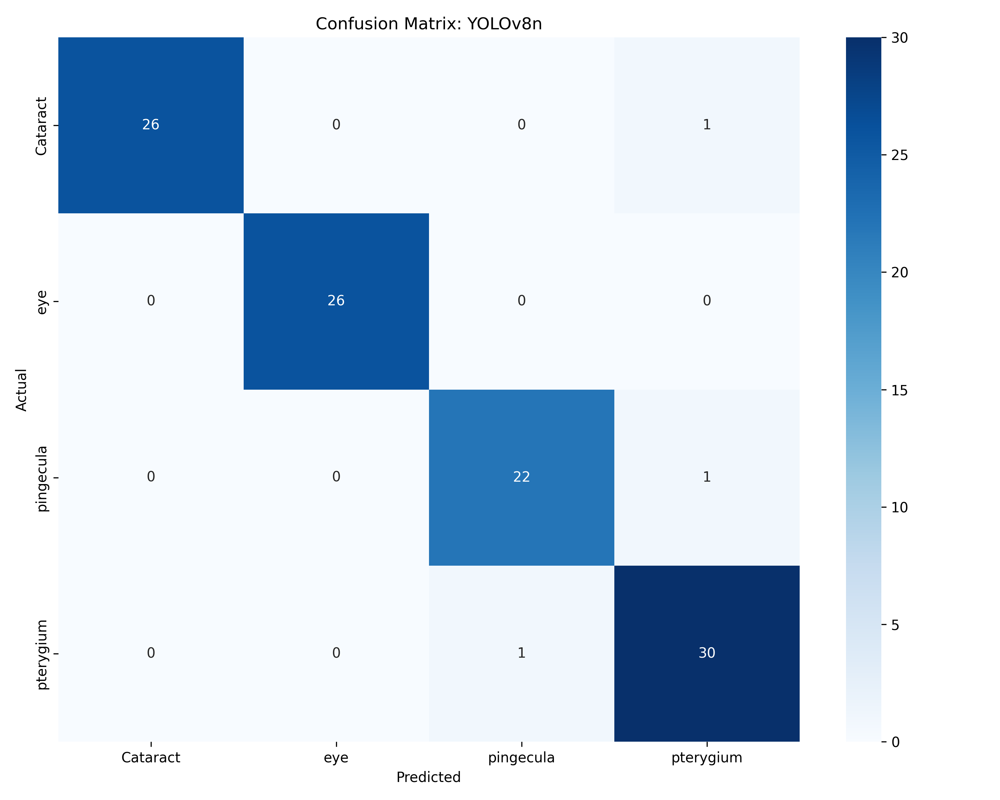 Confusion Matrix: YOLOv8n
Actual
Cataract
26 0 0 1
eye
0 26 0 0
pingecula
0 0 22 1
pterygium
0 0 1 30
Cataract eye pingecula pterygium
Predicted
30
25
20
15
10
5
0